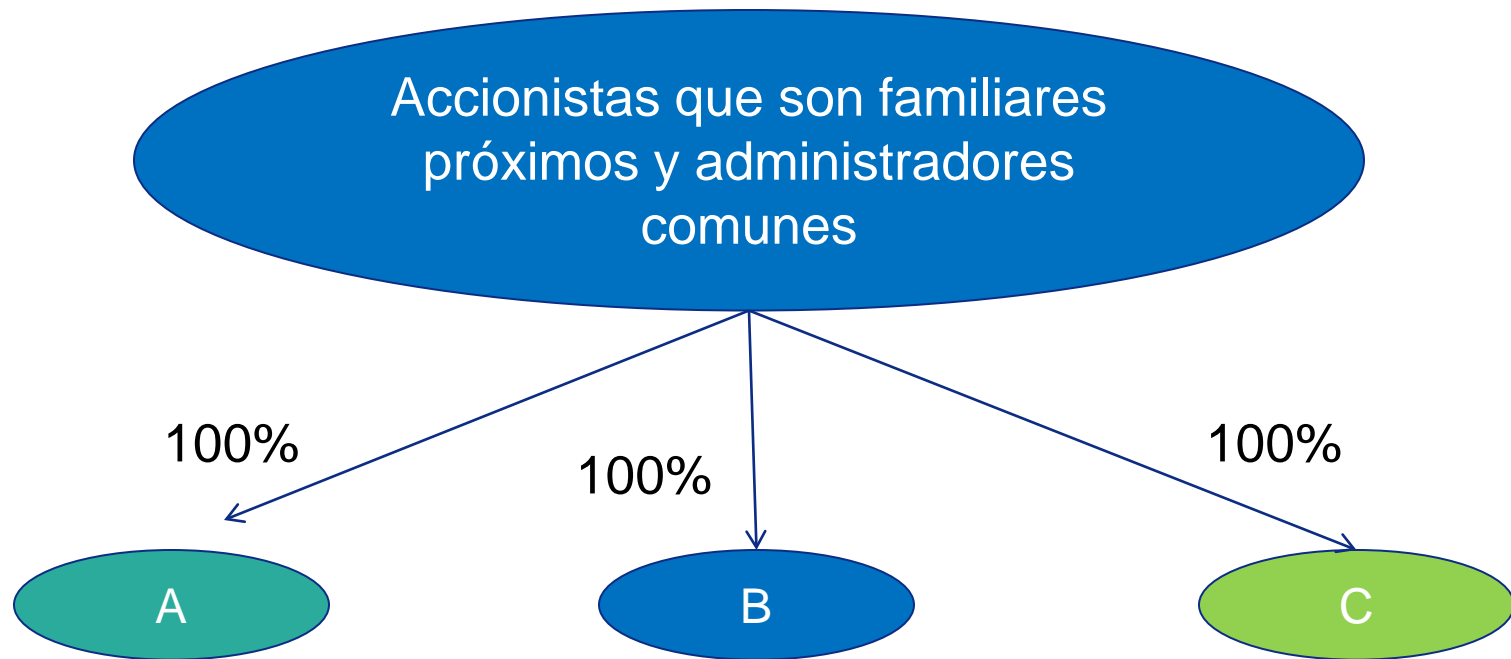 Accionistas que son familiares
próximos y administradores
comunes
100%
100%
100%
A
B
C